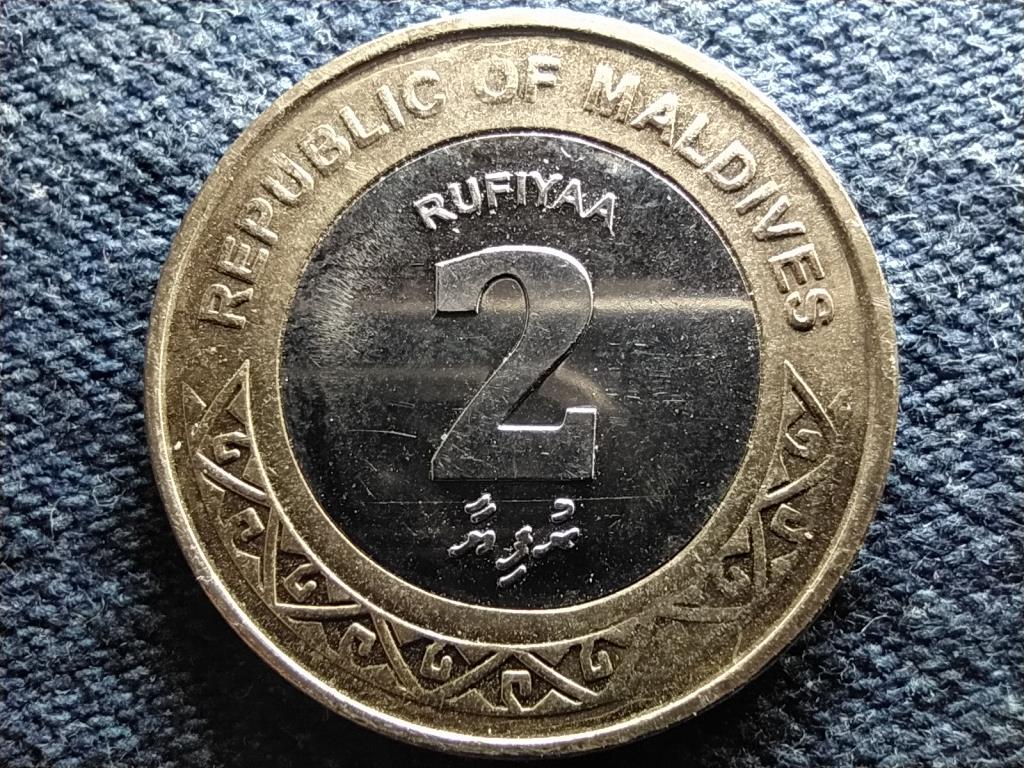 REPUBLIC OF MALDIVES
RUFIYAA
2
ރުފިޔާ